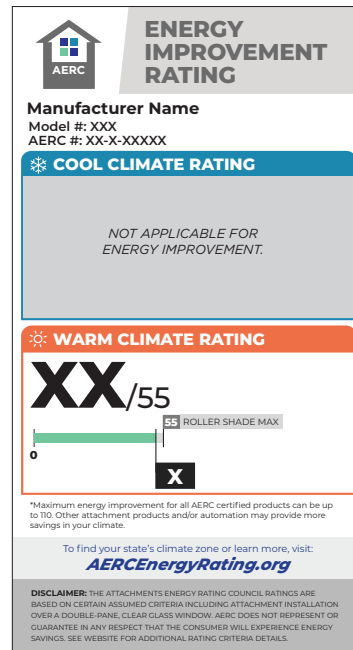 AERC
ENERGY
IMPROVEMENT
RATING
Manufacturer Name
Model #: XXX
AERC #: XX-X-XXXXX
COOL CLIMATE RATING
NOT APPLICABLE FOR
ENERGY IMPROVEMENT.
WARM CLIMATE RATING
XX/55
55 ROLLER SHADE MAX
0
X
*Maximum energy improvement for all AERC certified products can be up
to 110. Other attachment products and/or automation may provide more
savings in your climate.
To find your state's climate zone or learn more, visit:
AERCEnergyRating.org
DISCLAIMER: THE ATTACHMENTS ENERGY RATING COUNCIL RATINGS ARE
BASED ON CERTAIN ASSUMED CRITERIA INCLUDING ATTACHMENT INSTALLATION
OVER A DOUBLE-PANE, CLEAR GLASS WINDOW. AERC DOES NOT REPRESENT OR
GUARANTEE IN ANY RESPECT THAT THE CONSUMER WILL EXPERIENCE ENERGY
SAVINGS. SEE WEBSITE FOR ADDITIONAL RATING CRITERIA DETAILS.